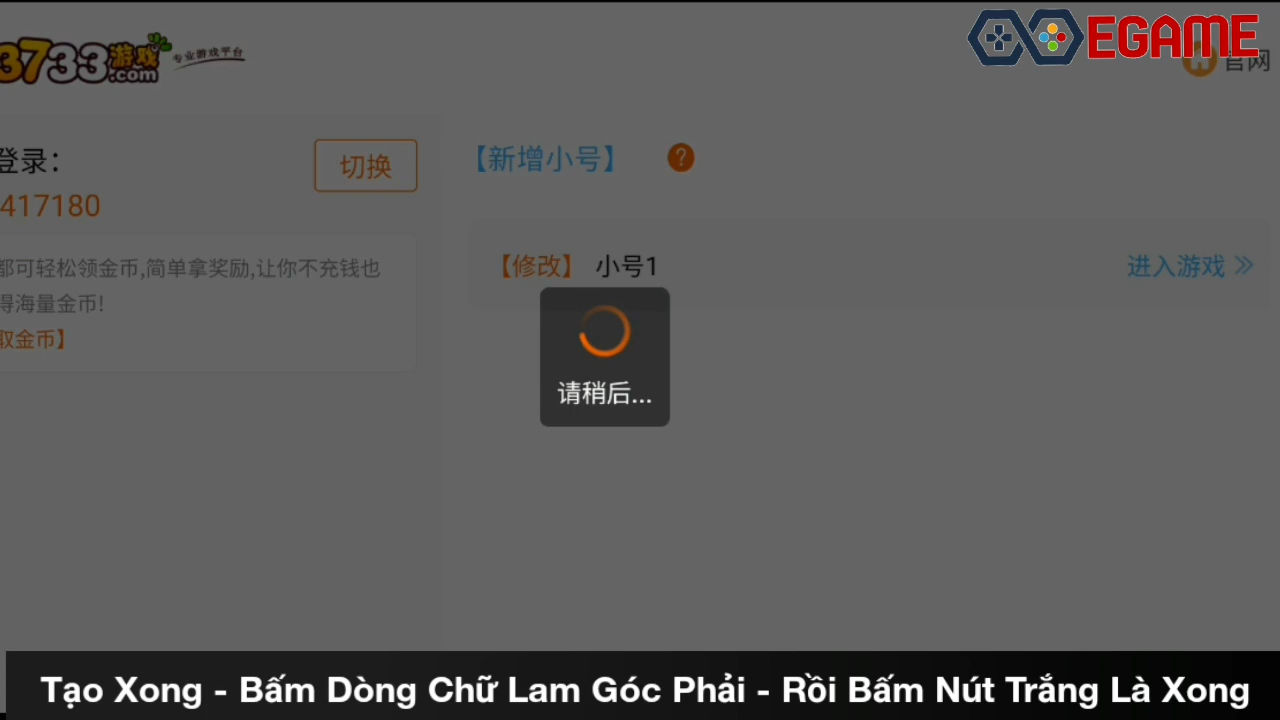 3733游戏
.com
专业游戏平台
EGAME
官网
登录:
417180
切换
【新增小号】
?
都可轻松领金币,简单拿奖励,让你不充钱也
得海量金币!
取金币】
【修改】 小号1
进入游戏
请稍后...
Tạo Xong - Bấm Dòng Chữ Lam Góc Phải - Rồi Bấm Nút Trắng Là Xong